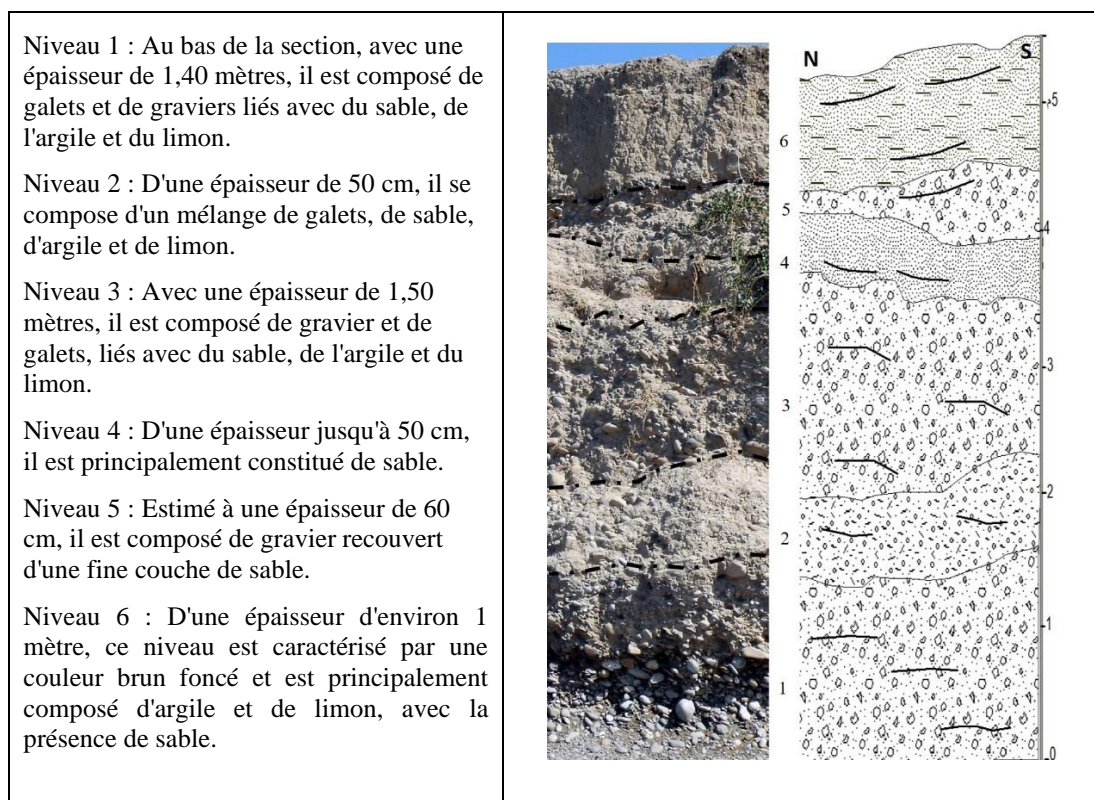 Niveau 1 : Au bas de la section, avec une
épaisseur de 1,40 mètres, il est composé de
galets et de graviers liés avec du sable, de
l'argile et du limon.
Niveau 2 : D'une épaisseur de 50 cm, il se
compose d'un mélange de galets, de sable,
d'argile et de limon.
Niveau 3 : Avec une épaisseur de 1,50
mètres, il est composé de gravier et de
galets, liés avec du sable, de l'argile et du
limon.
Niveau 4 : D'une épaisseur jusqu'à 50 cm,
il est principalement constitué de sable.
Niveau 5 : Estimé à une épaisseur de 60
cm, il est composé de gravier recouvert
d'une fine couche de sable.
Niveau 6 : D'une épaisseur d'environ 1
mètre, ce niveau est caractérisé par une
couleur brun foncé et est principalement
composé d'argile et de limon, avec la
présence de sable.
6
5
4
3
2
1
N
S
5م
4
3
2
1
0